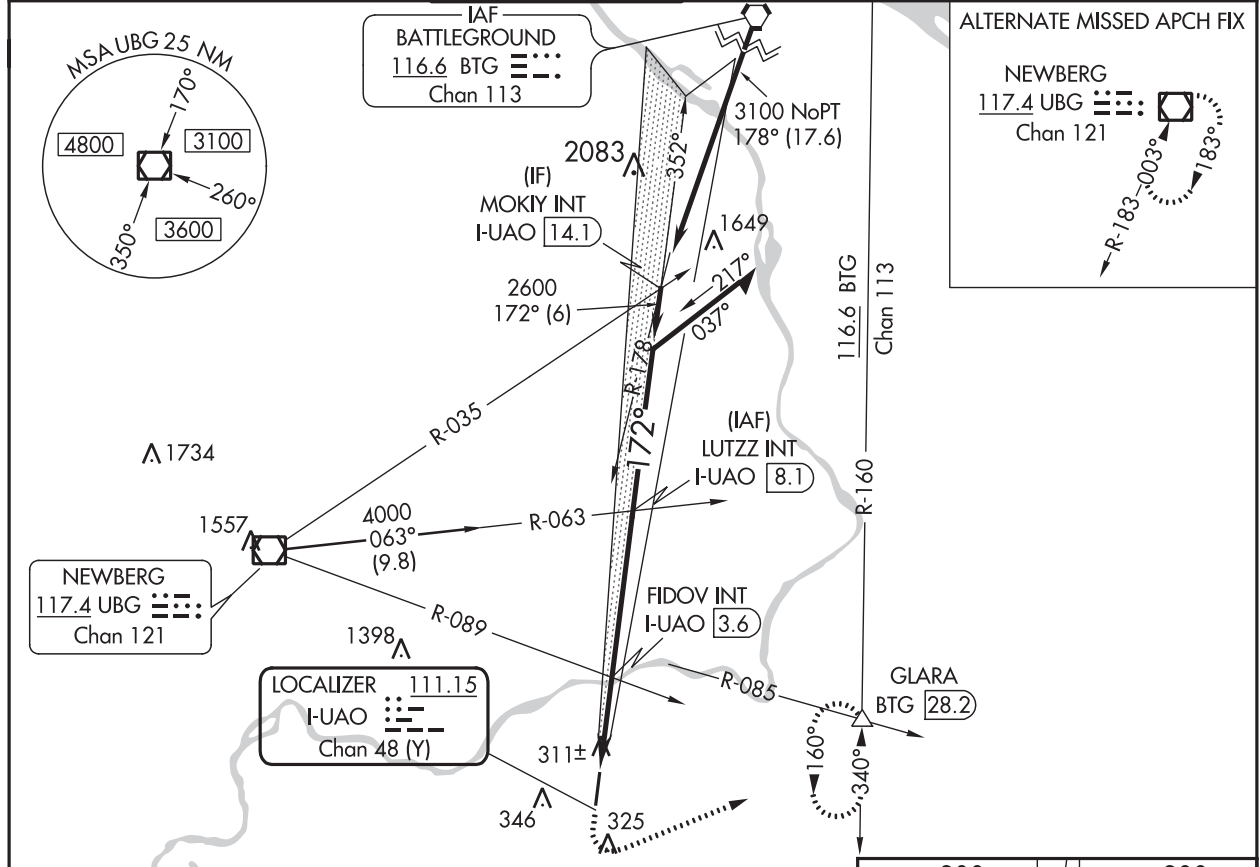 MSA UBG 25 NM
170°
4800
3100
260°
3600
350°
IAF
BATTLEGROUND
116.6 BTG
Chan 113
3100 NoPT
178° (17.6)
352°
2083
(IF)
MOKIY INT
I-UAO 14.1
1649
217°
037°
2600
172° (6)
R-178
172°
116.6 BTG
Chan 113
R-160
ALTERNATE MISSED APCH FIX
NEWBERG
117.4 UBG
Chan 121
R-183
003°
183°
R-035
1734
(IAF)
LUTZZ INT
I-UAO 8.1
1557
4000
063°
(9.8)
R-063
NEWBERG
117.4 UBG
Chan 121
R-089
FIDOV INT
I-UAO 3.6
1398
R-085
GLARA
BTG 28.2
LOCALIZER 111.15
I-UAO
Chan 48 (Y)
311±
160°
340°
346
325